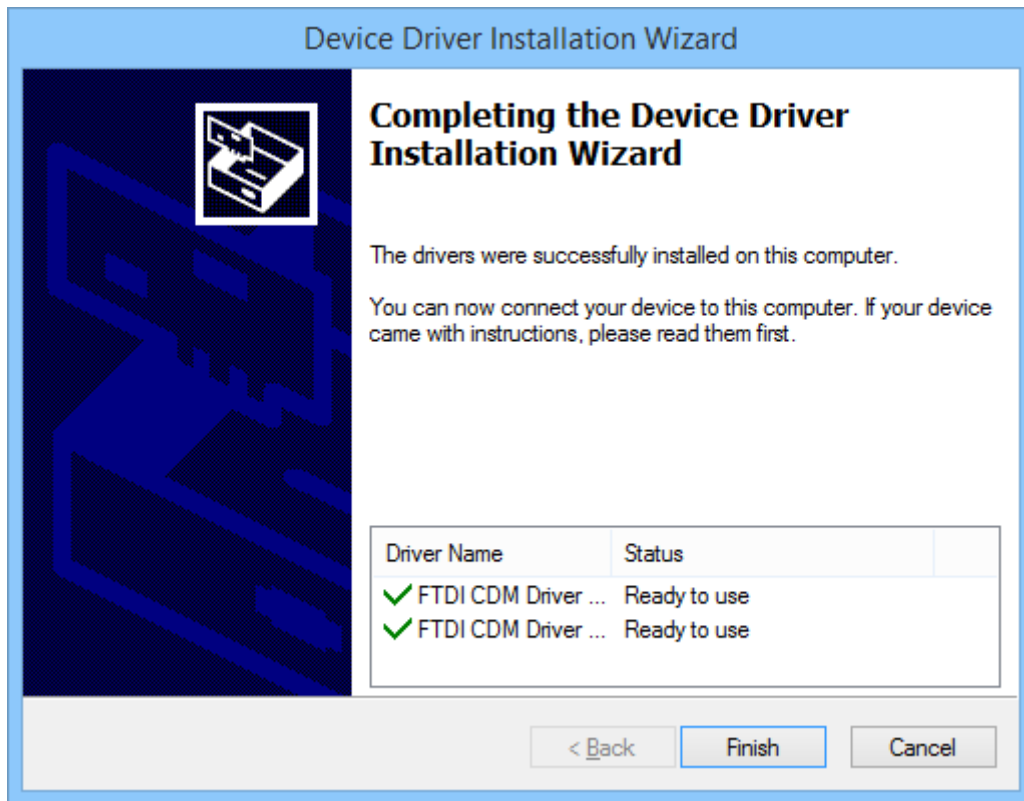 Device Driver Installation Wizard
Completing the Device Driver
Installation Wizard
The drivers were successfully installed on this computer.
You can now connect your device to this computer. If your device
came with instructions, please read them first.
Driver Name Status
FTDI CDM Driver ... Ready to use
FTDI CDM Driver ... Ready to use
< Back Finish Cancel